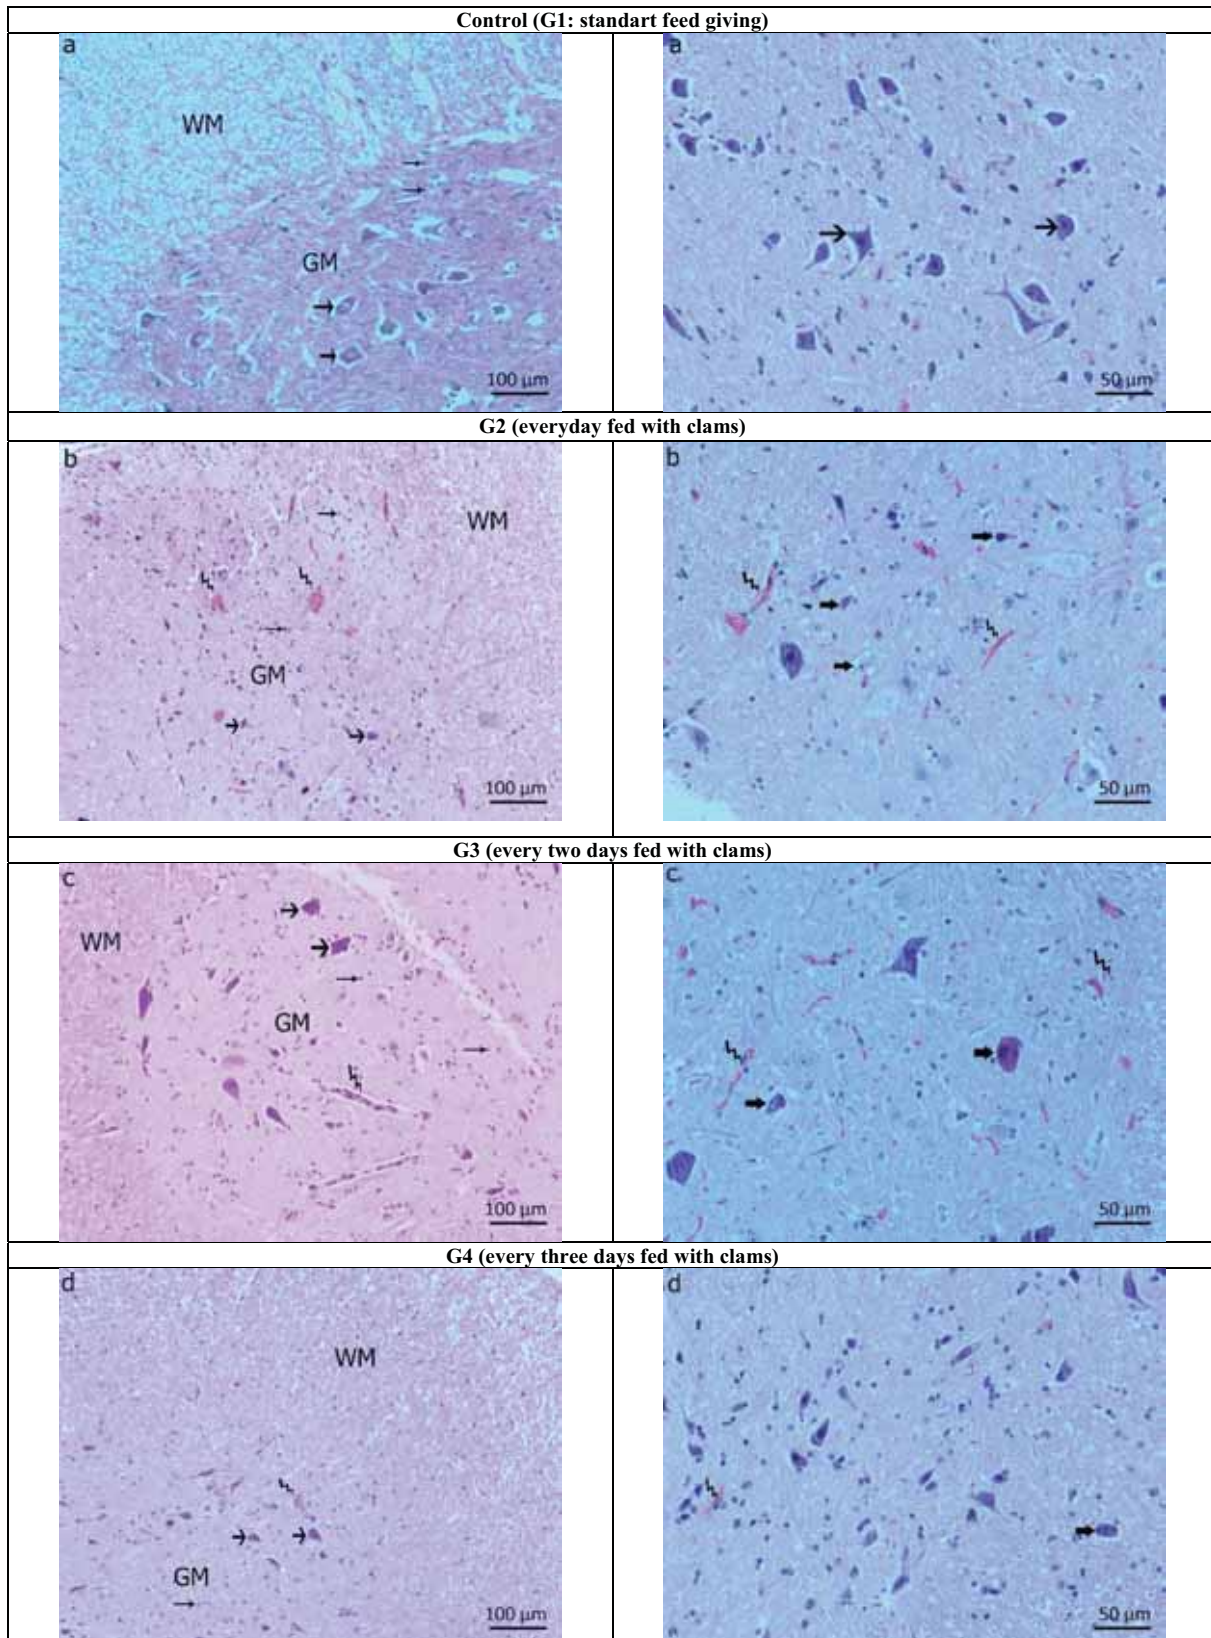 Control (G1: standart feed giving)
a
WM
GM
100 µm
a
50 µm
G2 (everyday fed with clams)
b
WM
GM
100 µm
b
50 µm
G3 (every two days fed with clams)
c
WM
GM
100 µm
c
50 µm
G4 (every three days fed with clams)
d
WM
GM
100 µm
d
50 µm